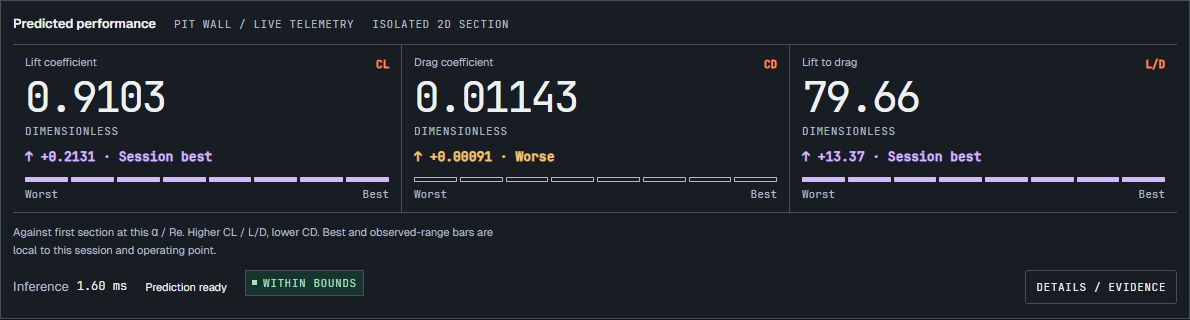 Predicted performance PIT WALL / LIVE TELEMETRY ISOLATED 2D SECTION
Lift coefficient CL
0.9103
DIMENSIONLESS
↑ +0.2131 · Session best
Worst Best
Drag coefficient CD
0.01143
DIMENSIONLESS
↑ +0.00091 · Worse
Worst Best
Lift to drag L/D
79.66
DIMENSIONLESS
↑ +13.37 · Session best
Worst Best
Against first section at this α / Re. Higher CL / L/D, lower CD. Best and observed-range bars are
local to this session and operating point.
Inference 1.60 ms Prediction ready WITHIN BOUNDS DETAILS / EVIDENCE